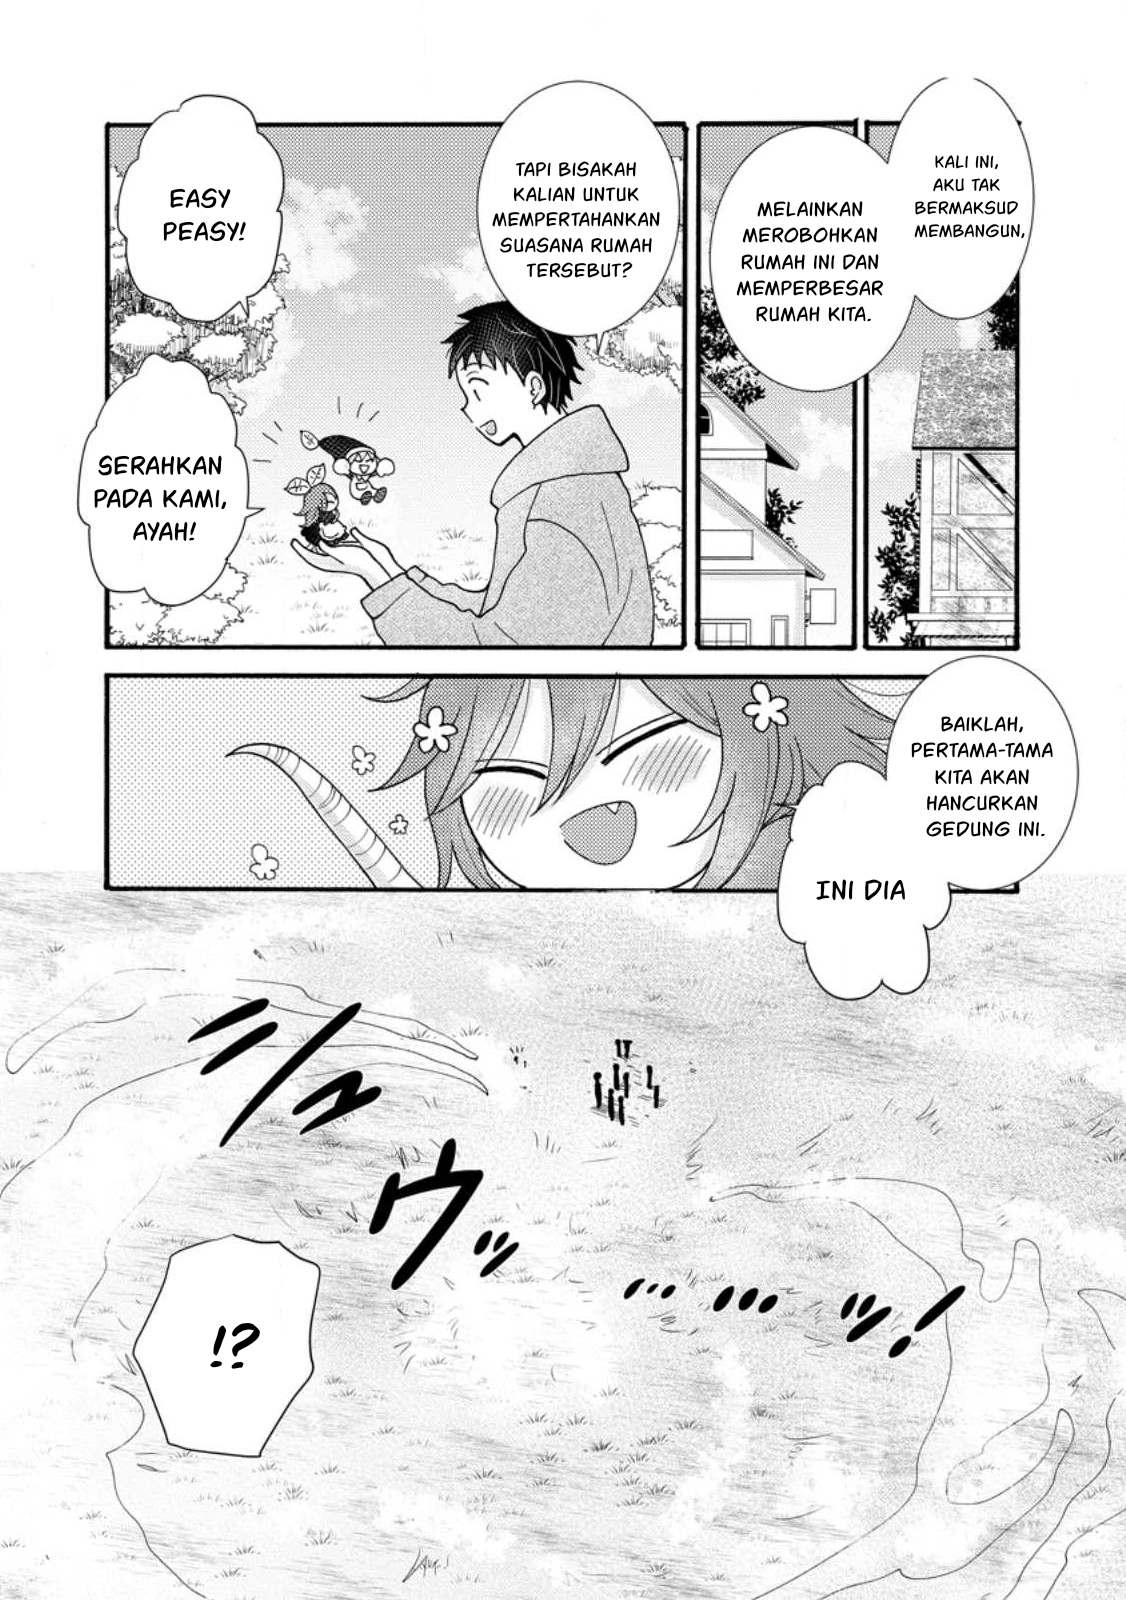 KALI INI,
AKU TAK
BERMAKSUD
MEMBANGUN,
MELAINKAN
MEROBOHKAN
RUMAH INI DAN
MEMPERBESAR
RUMAH KITA.
TAPI BISAKAH
KALIAN UNTUK
MEMPERTAHANKAN
SUASANA RUMAH
TERSEBUT?
EASY
PEASY!
SERAHKAN
PADA KAMI,
AYAH!
BAIKLAH,
PERTAMA-TAMA
KITA AKAN
HANCURKAN
GEDUNG INI.
INI DIA
シュウッ……ッ!
!?